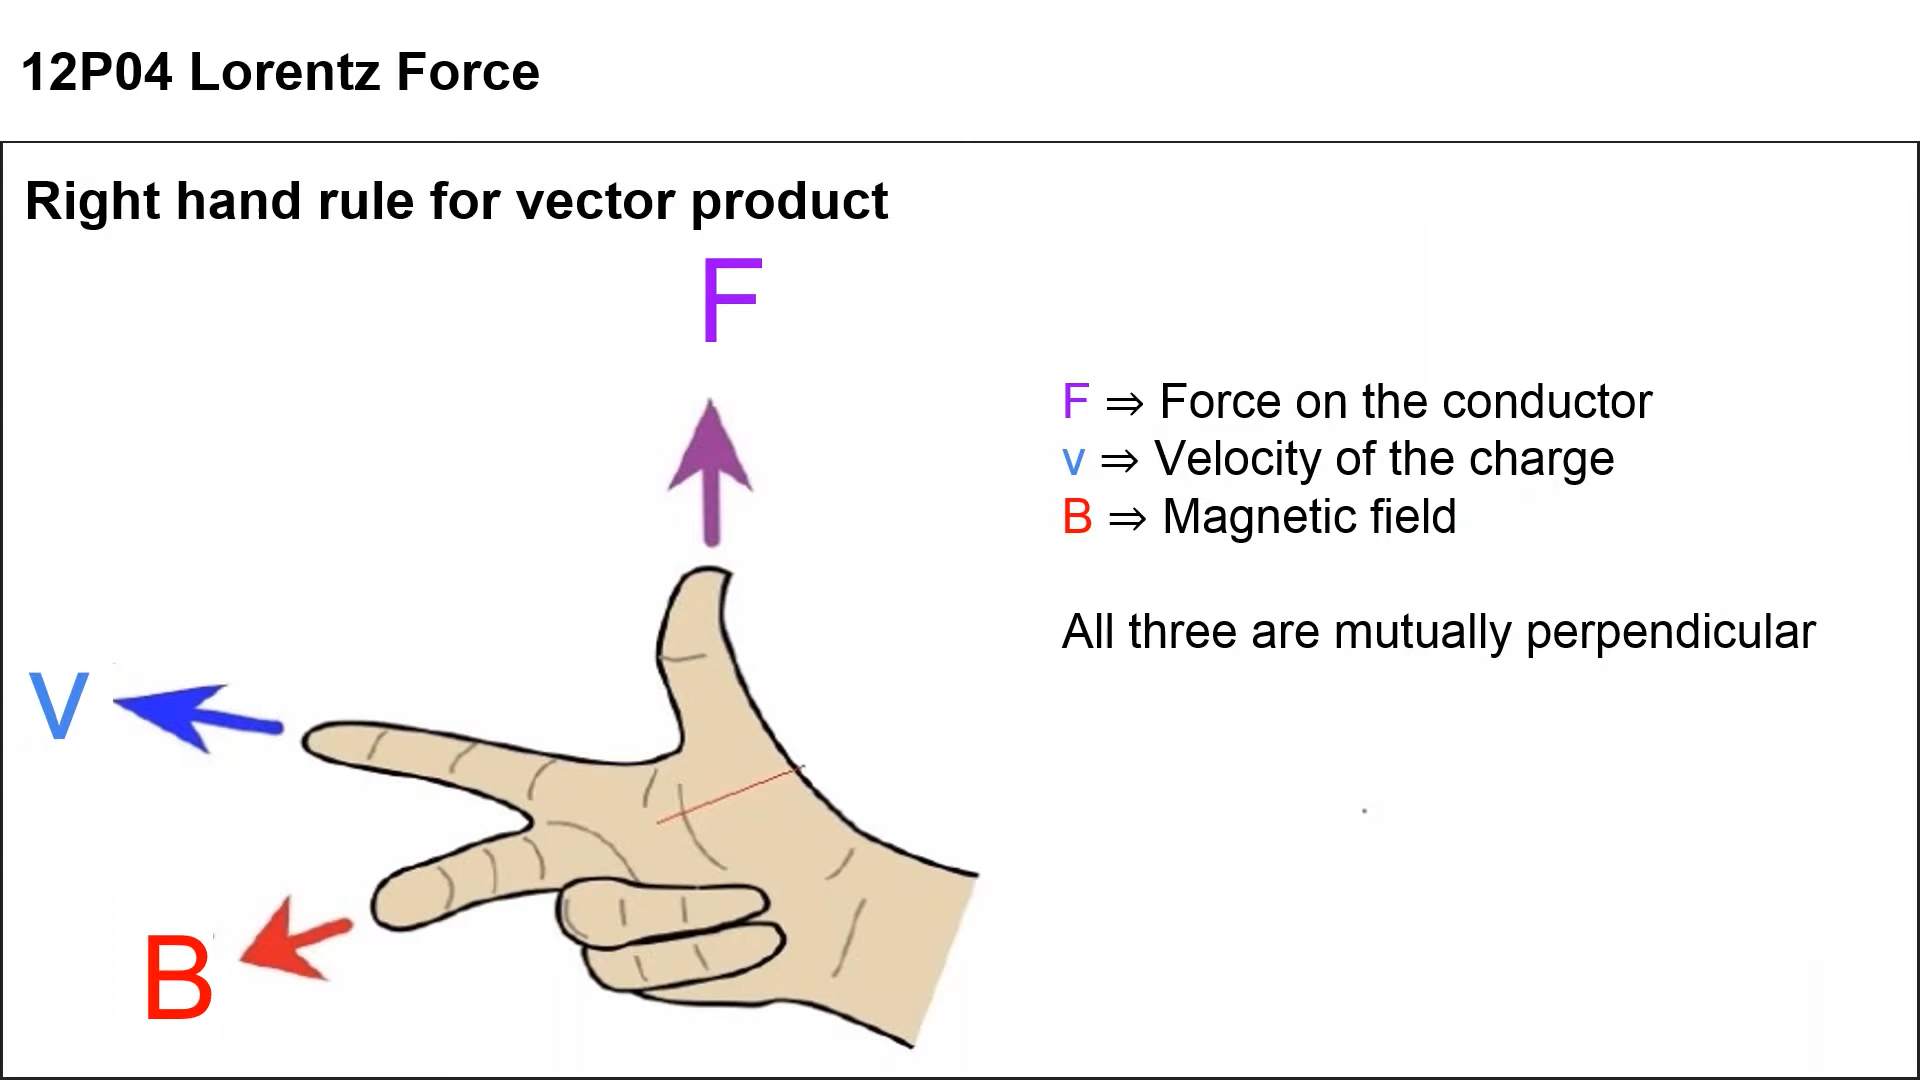 12P04 Lorentz Force
Right hand rule for vector product
F
F ⇒ Force on the conductor
v ⇒ Velocity of the charge
B ⇒ Magnetic field
All three are mutually perpendicular
v
B